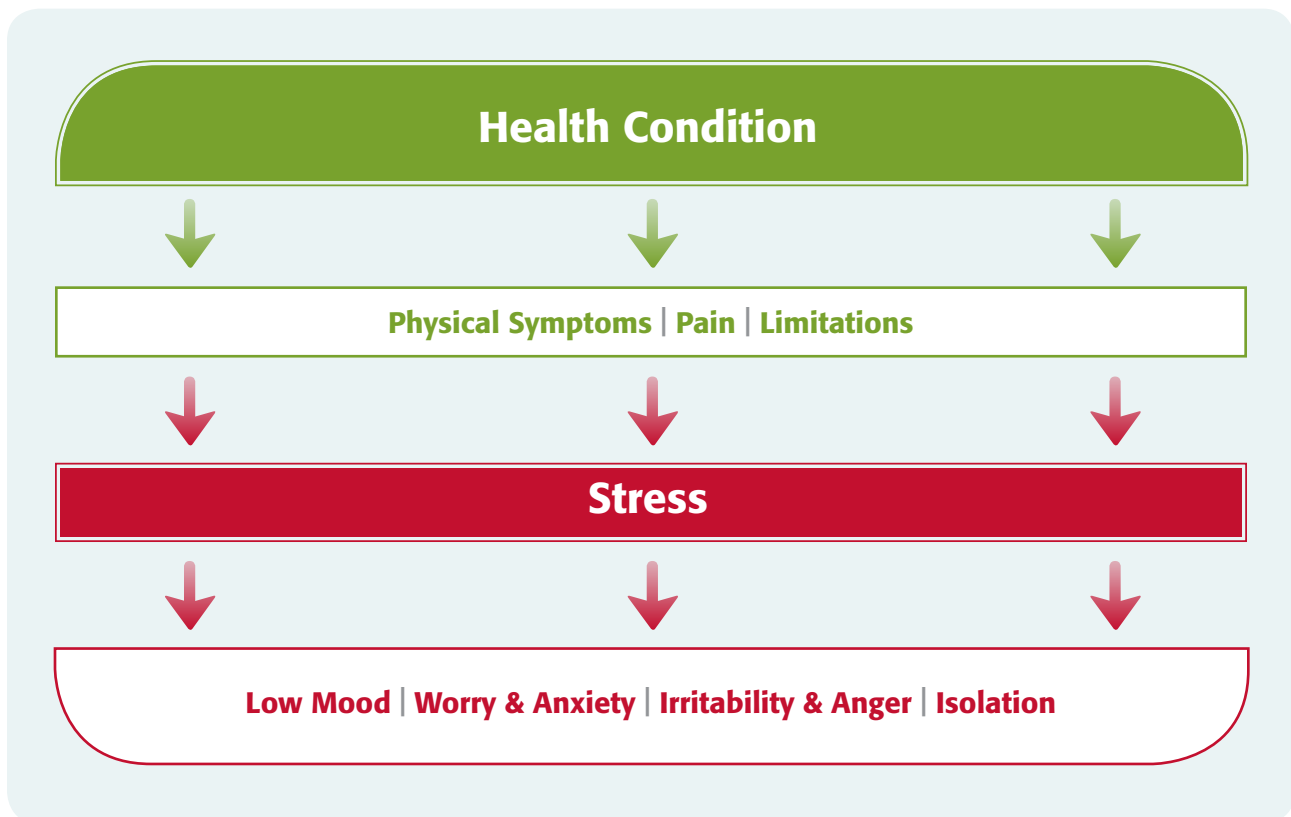 Health Condition
Physical Symptoms | Pain | Limitations
Stress
Low Mood | Worry & Anxiety | Irritability & Anger | Isolation